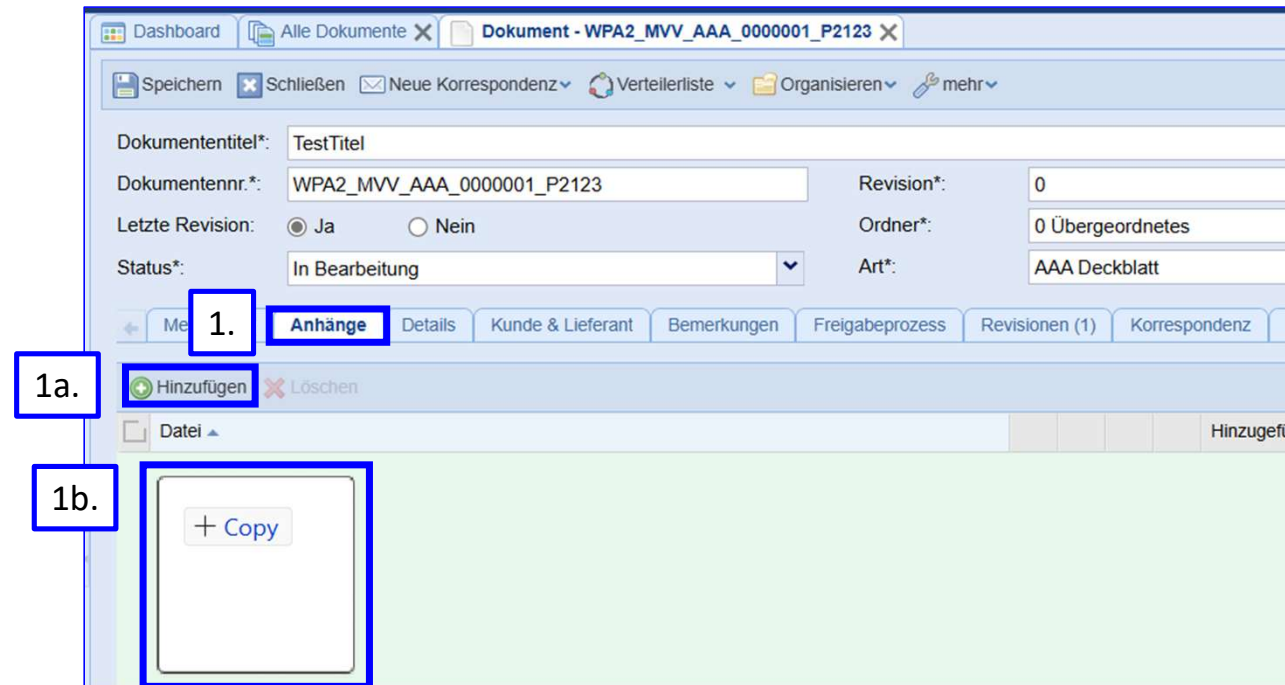 Dashboard Alle Dokumente Dokument - WPA2_MVV_AAA_0000001_P2123
Speichern Schließen Neue Korrespondenz Verteilerliste Organisieren mehr
Dokumententitel*: TestTitel
Dokumentennr.*: WPA2_MVV_AAA_0000001_P2123 Revision*: 0
Letzte Revision: Ja Nein Ordner*: 0 Übergeordnetes
Status*: In Bearbeitung Art*: AAA Deckblatt
Me 1. Anhänge Details Kunde & Lieferant Bemerkungen Freigabeprozess Revisionen (1) Korrespondenz
1a. Hinzufügen Löschen
Datei Hinzugefü
1b.
+ Copy